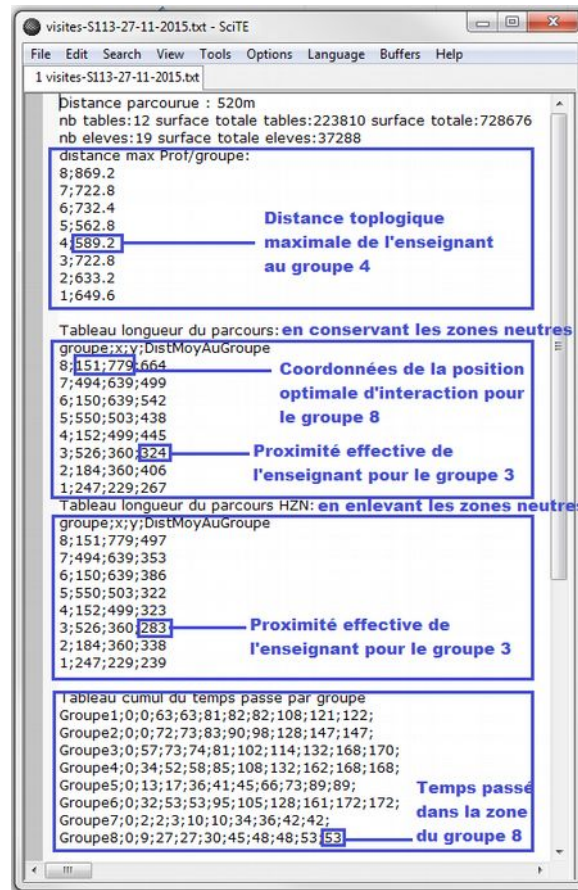 visites-S113-27-11-2015.txt - SciTE
File Edit Search View Tools Options Language Buffers Help
1 visites-S113-27-11-2015.txt
Distance parcourue : 520m
nb tables:12 surface totale tables:223810 surface totale:728676
nb eleves:19 surface totale eleves:37288
distance max Prof/groupe:
8;869.2
7;722.8
6;732.4
5;562.8
4;589.2
3;722.8
2;633.2
1;649.6
Distance toplogique
maximale de l'enseignant
au groupe 4
Tableau longueur du parcours: en conservant les zones neutres
groupe;x;y;DistMoyAuGroupe
8;151;779;664
7;494;639;499
6;150;639;542
5;550;503;438
4;152;499;445
3;526;360;324
2;184;360;406
1;247;229;267
Coordonnées de la position
optimale d'interaction pour
le groupe 8
Proximité effective de
l'enseignant pour le groupe 3
Tableau longueur du parcours HZN: en enlevant les zones neutres
groupe;x;y;DistMoyAuGroupe
8;151;779;497
7;494;639;353
6;150;639;386
5;550;503;322
4;152;499;323
3;526;360;283
2;184;360;338
1;247;229;239
Proximité effective de
l'enseignant pour le groupe 3
Tableau cumul du temps passe par groupe
Groupe1;0;0;63;63;81;82;82;108;121;122;
Groupe2;0;0;72;73;83;90;98;128;147;147;
Groupe3;0;57;73;74;81;102;114;132;168;170;
Groupe4;0;34;52;58;85;108;132;162;168;168;
Groupe5;0;13;17;36;41;45;66;73;89;89;
Groupe6;0;32;53;53;95;105;128;161;172;172;
Groupe7;0;2;2;3;10;10;34;36;42;42;
Groupe8;0;9;27;27;30;45;48;48;53;53
Temps passé
dans la zone
du groupe 8